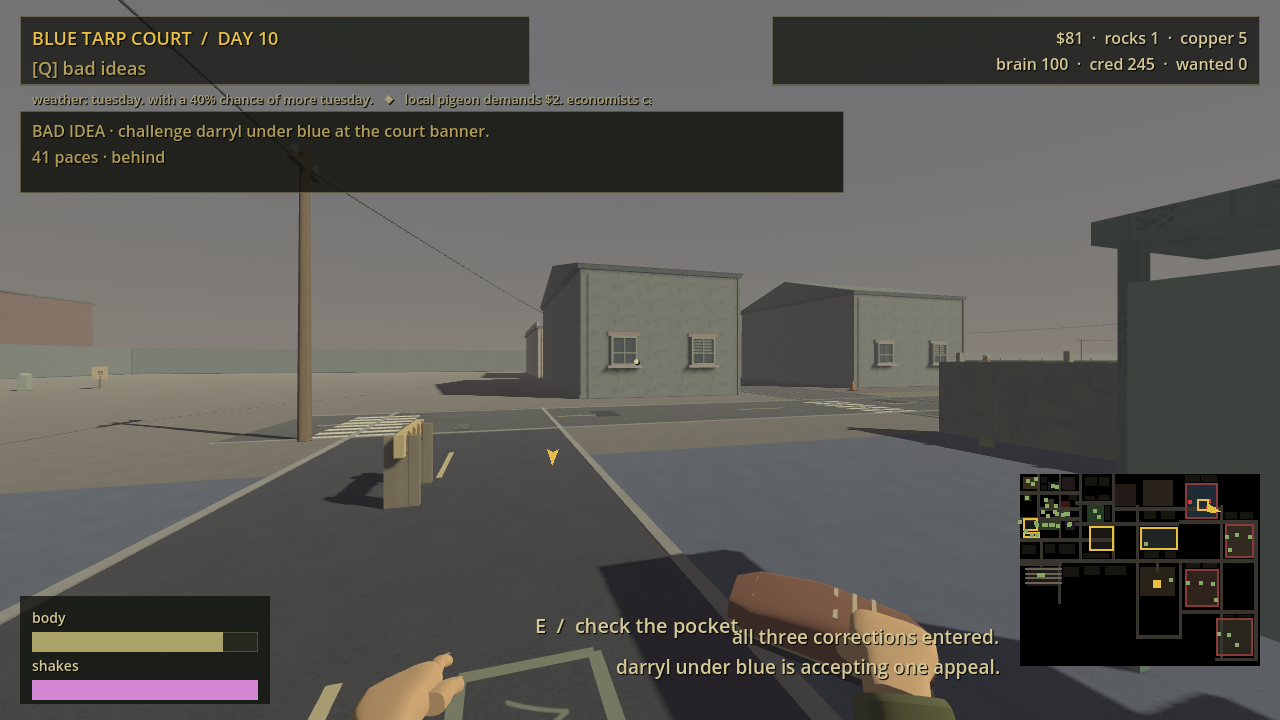 BLUE TARP COURT / DAY 10
[Q] bad ideas
$81 · rocks 1 · copper 5
brain 100 · cred 245 · wanted 0
weather: tuesday. with a 40% chance of more tuesday. ◆ local pigeon demands $2. economists
BAD IDEA · challenge darryl under blue at the court banner.
41 paces · behind
body
shakes
E / check the pocket
all three corrections entered.
darryl under blue is accepting one appeal.